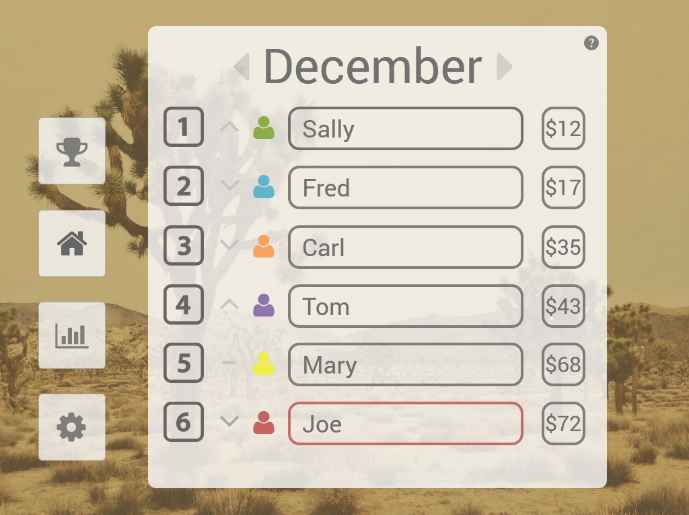 December
?
1 Sally $12
2 Fred $17
3 Carl $35
4 Tom $43
5 Mary $68
6 Joe $72